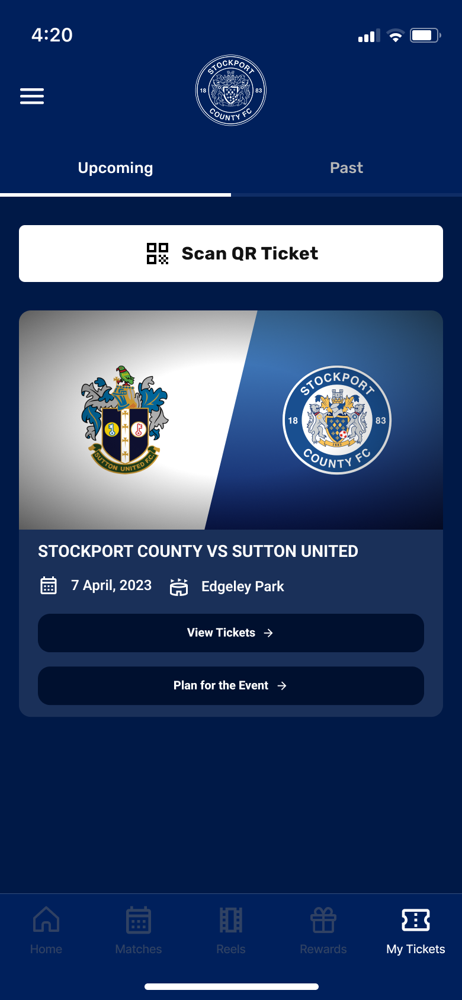 4:20
STOCKPORT
18 83
COUNTY FC
Upcoming Past
Scan QR Ticket
STOCKPORT
18 83
1883
COUNTY FC
SUTTON UNITED F.C.
STOCKPORT COUNTY VS SUTTON UNITED
7 April, 2023 Edgeley Park
View Tickets →
Plan for the Event →
Home Matches Reels Rewards My Tickets